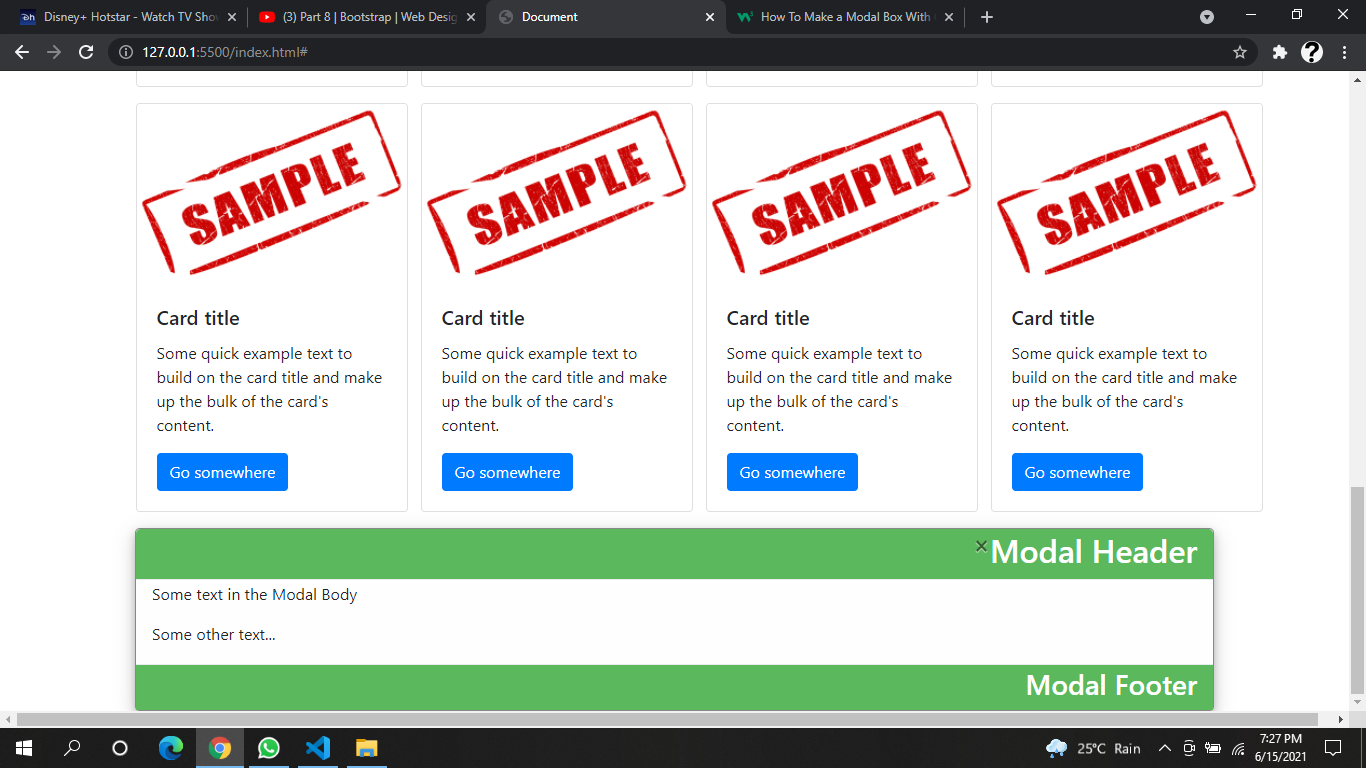 Disney+ Hotstar - Watch TV Sho
(3) Part 8 | Bootstrap | Web Desig
Document
How To Make a Modal Box With
127.0.0.1:5500/index.html#
SAMPLE SAMPLE SAMPLE SAMPLE
Card title Card title Card title Card title
Some quick example text to Some quick example text to Some quick example text to Some quick example text to
build on the card title and make build on the card title and make build on the card title and make build on the card title and make
up the bulk of the card's up the bulk of the card's up the bulk of the card's up the bulk of the card's
content. content. content. content.
Go somewhere Go somewhere Go somewhere Go somewhere
×Modal Header
Some text in the Modal Body
Some other text...
Modal Footer
25°C Rain
7:27 PM
6/15/2021